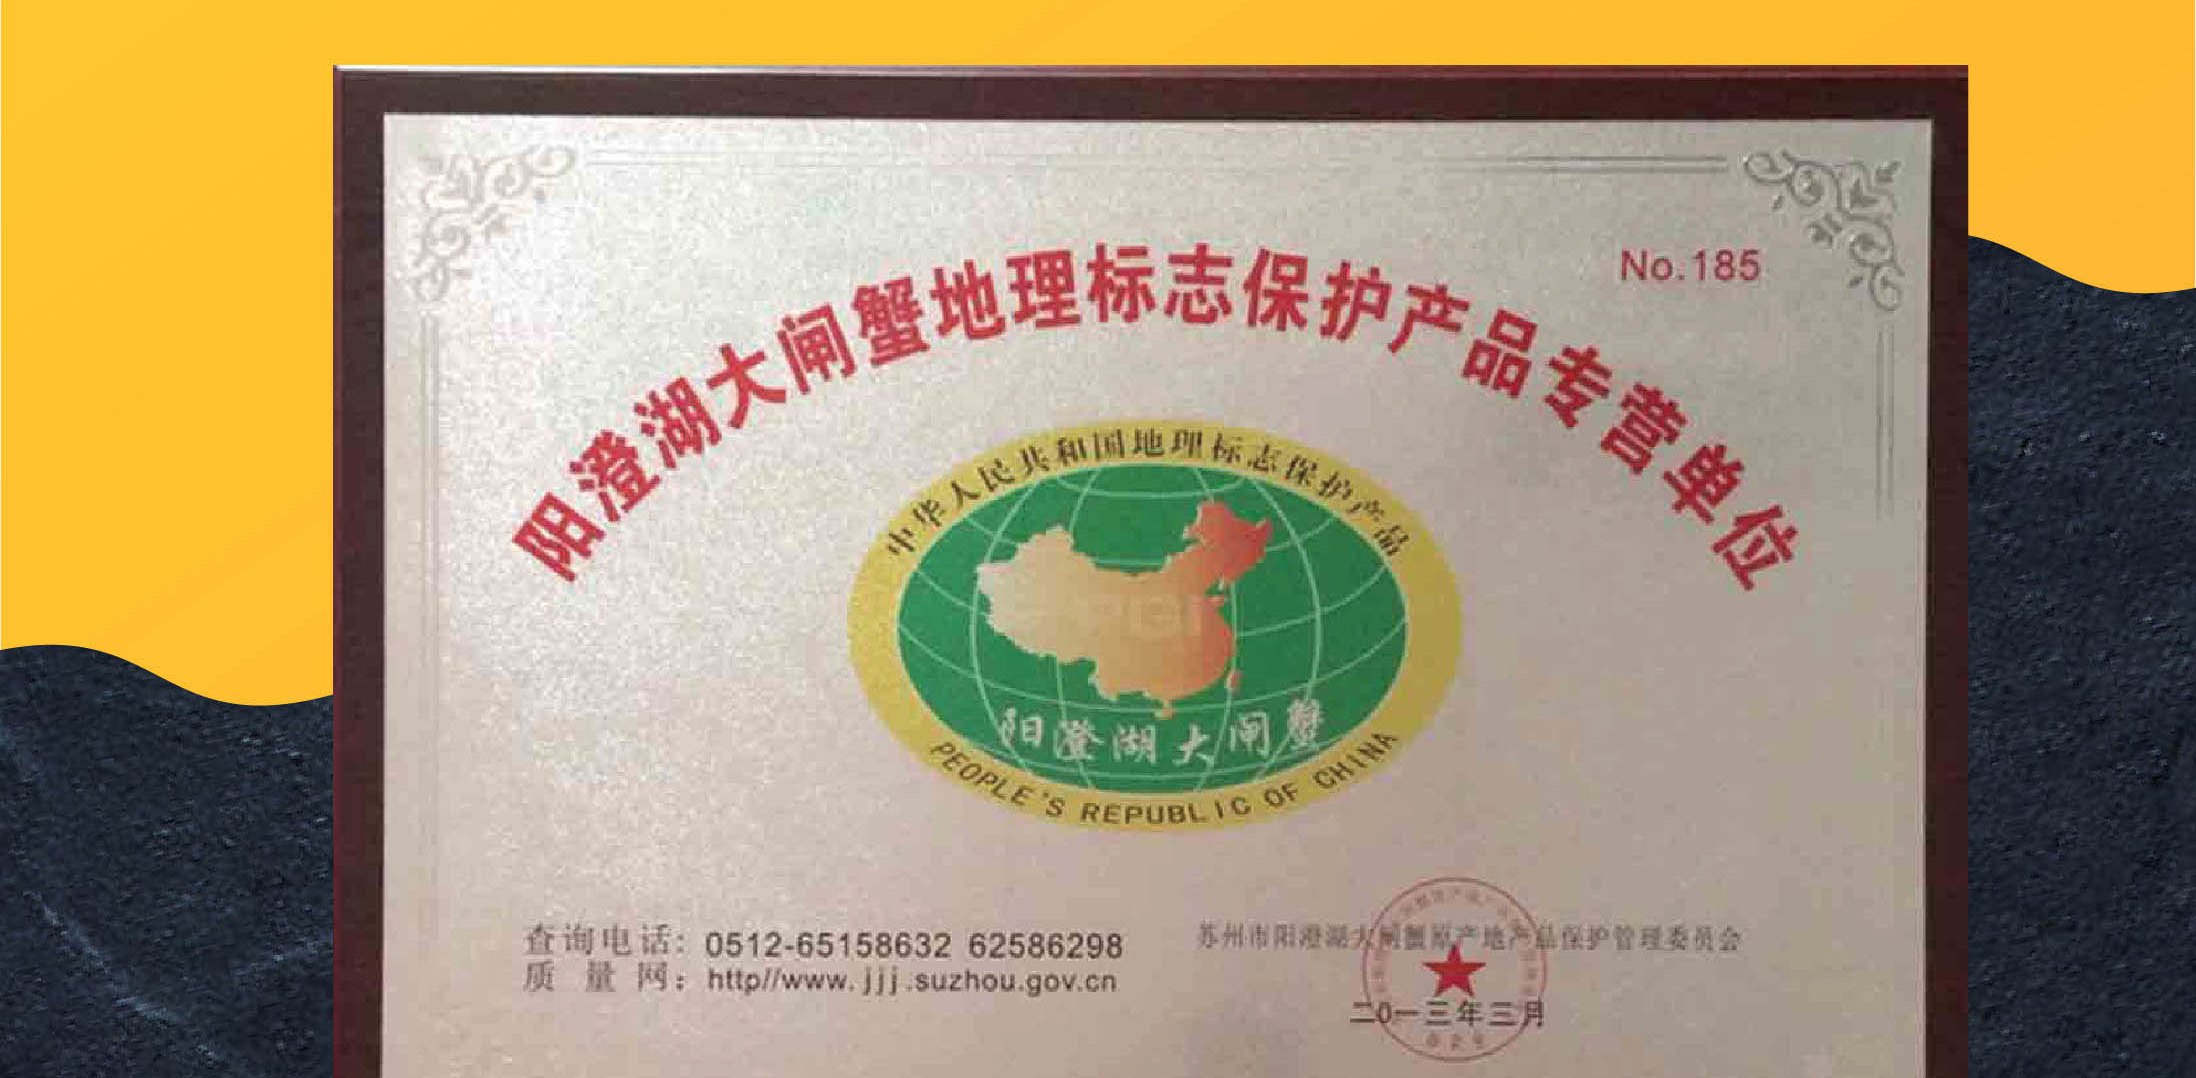 No.185
阳澄湖大闸蟹地理标志保护产品专营单位
中华人民共和国地理标志保护产品
阳澄湖大闸蟹
PEOPLE'S REPUBLIC OF CHINA
查询电话：0512-65158632 62586298
质量网：http//www.jjj.suzhou.gov.cn
苏州市阳澄湖大闸蟹原产地产品保护管理委员会
二0一三年三月